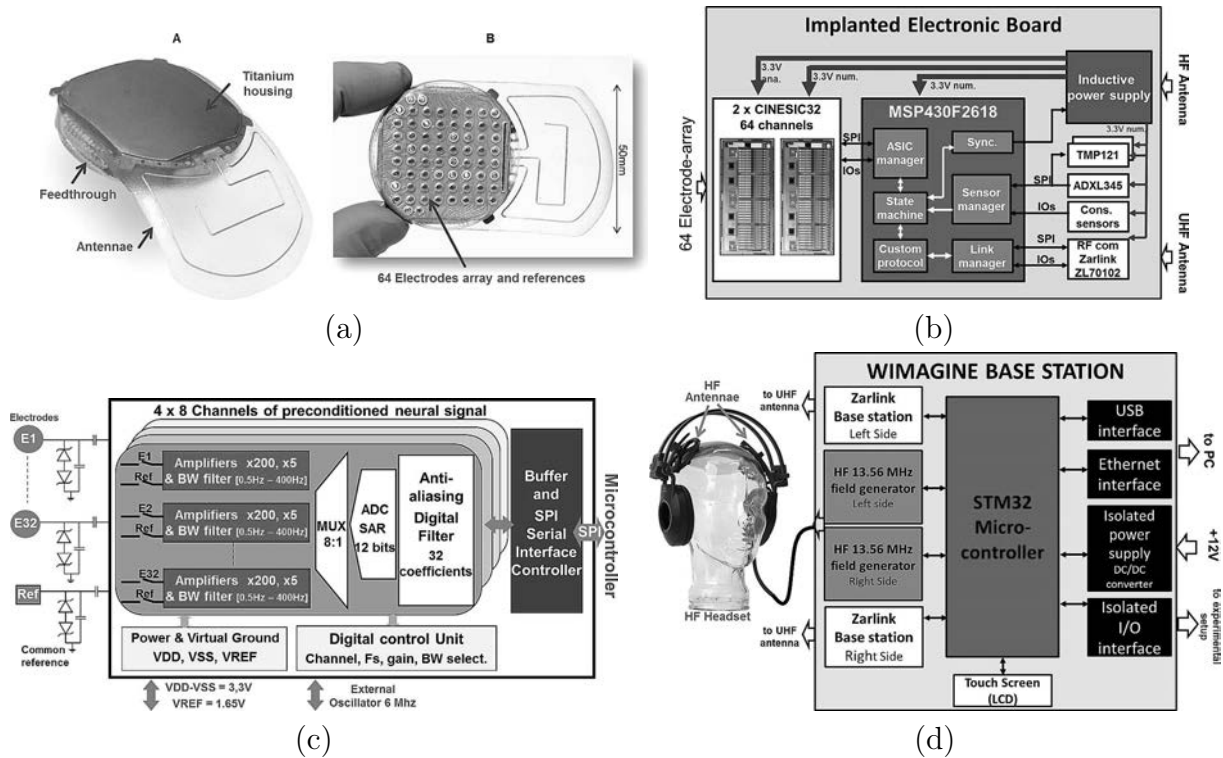 A
B
Titanium
housing
Feedthrough
Antennae
50mm
64 Electrodes array and references
(a)
Implanted Electronic Board
3.3V
ana.
3.3V num.
3.3V num.
Inductive
power supply
HF Antenna
2 x CINESIC32
64 channels
MSP430F2618
SPI
IOs
ASIC
manager
Sync.
State
machine
Sensor
manager
Custom
protocol
Link
manager
3.3V num.
TMP121
SPI
ADXL345
IOs
Cons.
sensors
SPI
IOs
RF com
Zarlink
ZL70102
64 Electrode-array
UHF Antenna
(b)
Electrodes
E1
E32
Ref
Common
reference
4 x 8 Channels of preconditioned neural signal
E1
Ref
Amplifiers x200, x5
& BW filter [0.5Hz – 400Hz]
E2
Ref
Amplifiers x200, x5
& BW filter [0.5Hz – 400Hz]
E32
Ref
Amplifiers x200, x5
& BW filter [0.5Hz – 400Hz]
MUX
8:1
ADC
SAR
12 bits
Anti-
aliasing
Digital
Filter
32
coefficients
Buffer
and
SPI
Serial
Interface
Controller
SPI
Microcontroller
Power & Virtual Ground
VDD, VSS, VREF
Digital control Unit
Channel, Fs, gain, BW select.
VDD-VSS = 3,3V
VREF = 1.65V
External
Oscillator 6 Mhz
(c)
WIMAGINE BASE STATION
HF
Antennae
HF Headset
to UHF
antenna
Zarlink
Base station
Left Side
HF 13.56 MHz
field generator
Left side
HF 13.56 MHz
field generator
Right Side
to UHF
antenna
Zarlink
Base station
Right Side
STM32
Micro-
controller
Touch Screen
(LCD)
USB
interface
Ethernet
interface
Isolated
power
supply
DC/DC
converter
Isolated
I/O
interface
to PC
+12V
to experimental
setup
(d)